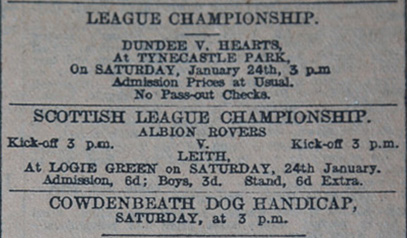 LEAGUE CHAMPIONSHIP.
DUNDEE V. HEARTS,
At TYNECASTLE PARK,
On SATURDAY, January 24th, 3 p.m
Admission Prices at Usual.
No Pass-out Checks.
SCOTTISH LEAGUE CHAMPIONSHIP.
ALBION ROVERS
Kick-off 3 p.m. V. Kick-off 3 p.m.
LEITH,
At LOGIE GREEN on SATURDAY, 24th January.
Admission, 6d; Boys, 3d. Stand, 6d Extra.
COWDENBEATH DOG HANDICAP,
SATURDAY, at 3 p.m.